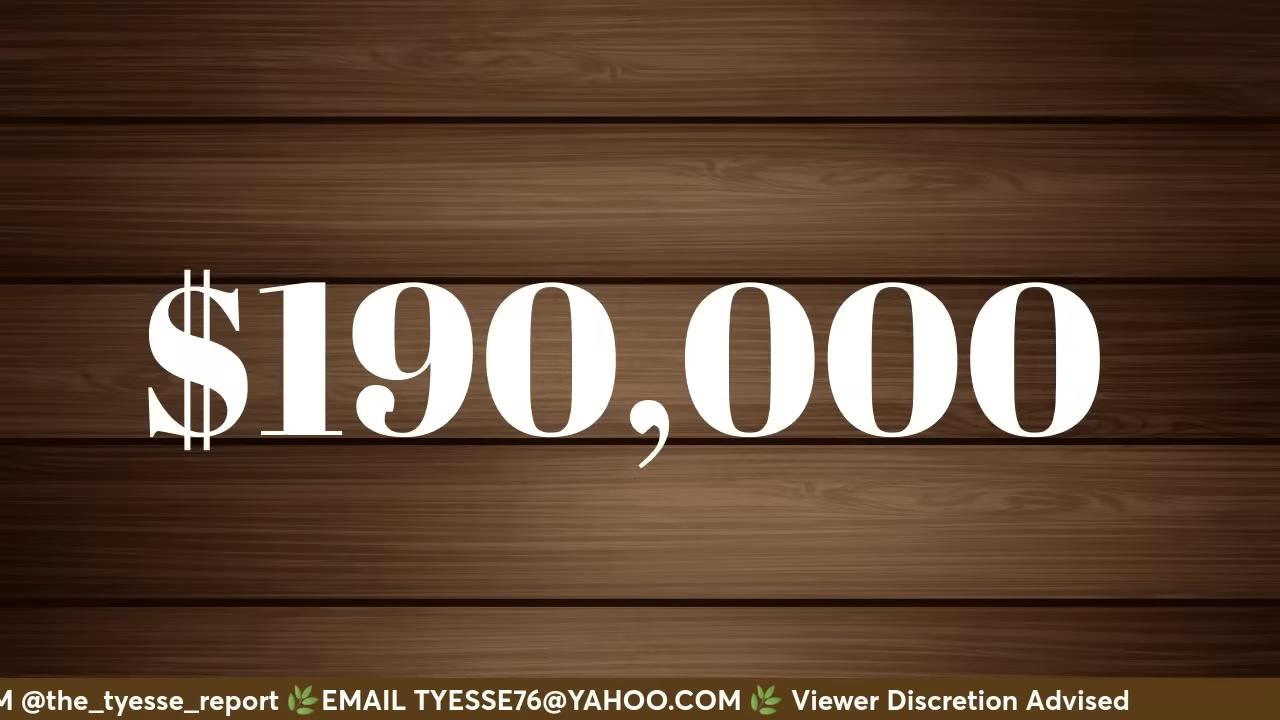 $190,000
M @the_tyesse_report 🌿EMAIL TYESSE76@YAHOO.COM 🌿 Viewer Discretion Advised